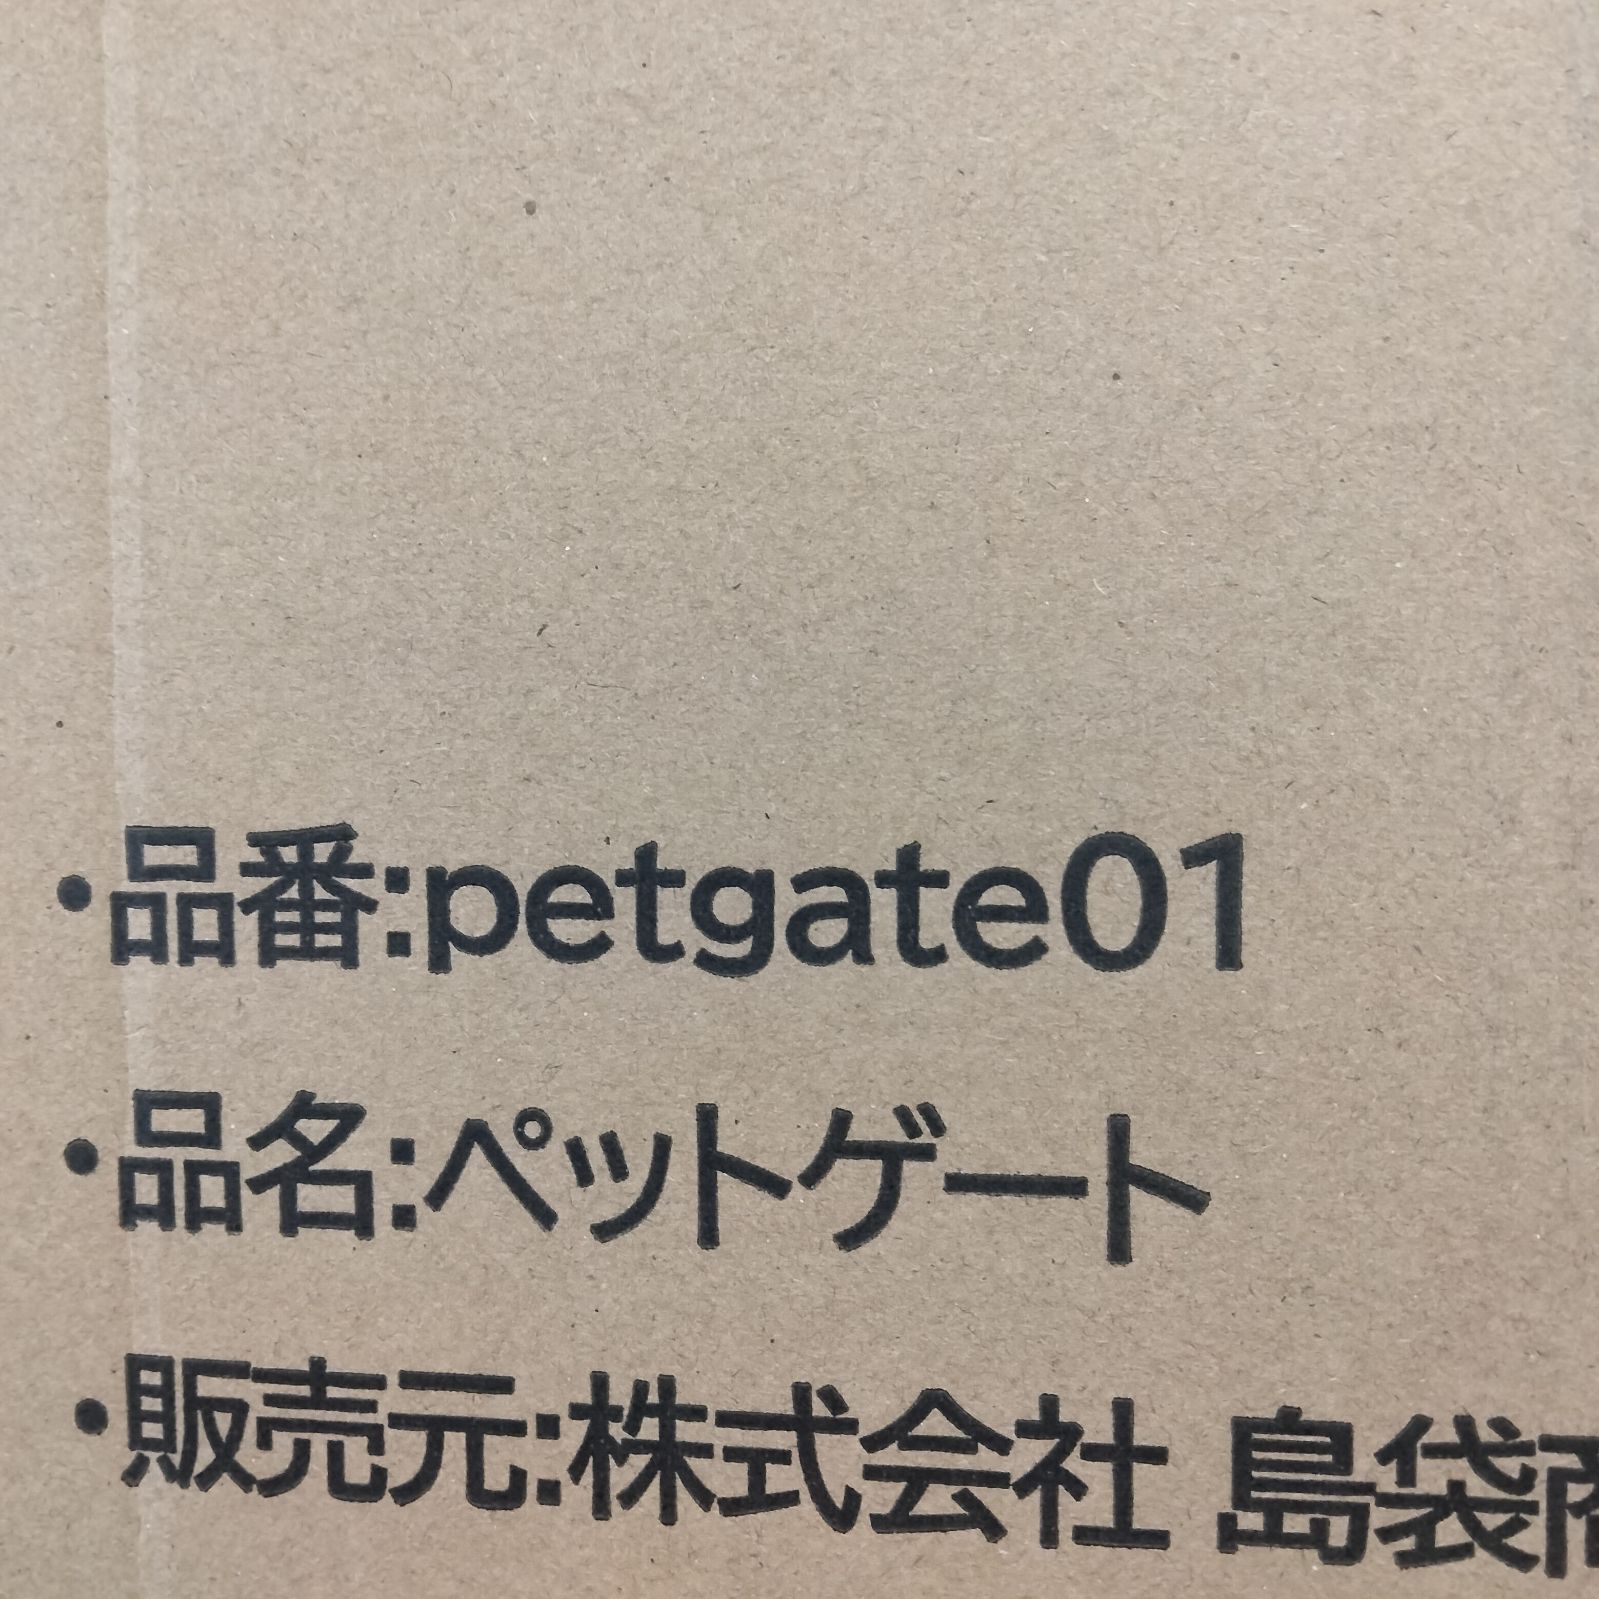 ・品番:petgate01
・品名:ペットゲート
・販売元:株式会社 島袋商